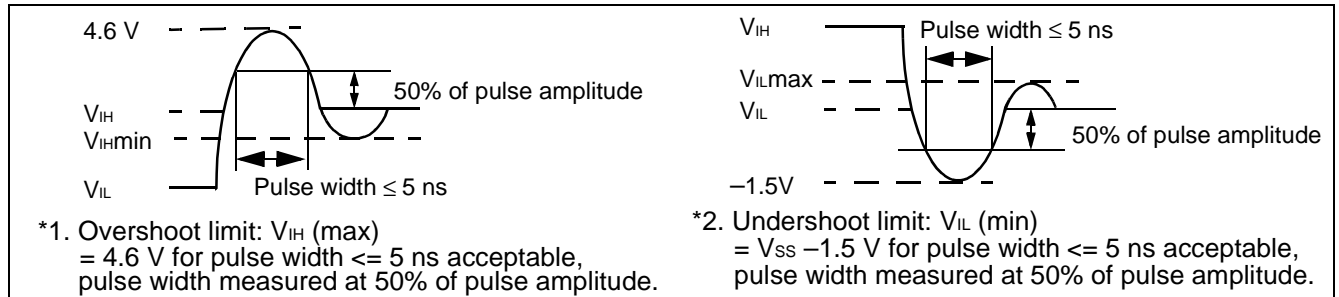 4.6 V
50% of pulse amplitude
VIH
VIHmin
Pulse width ≤ 5 ns
VIL
*1. Overshoot limit: VIH (max)
= 4.6 V for pulse width <= 5 ns acceptable,
pulse width measured at 50% of pulse amplitude.
VIH
Pulse width ≤ 5 ns
VILmax
VIL
50% of pulse amplitude
–1.5V
*2. Undershoot limit: VIL (min)
= VSS –1.5 V for pulse width <= 5 ns acceptable,
pulse width measured at 50% of pulse amplitude.